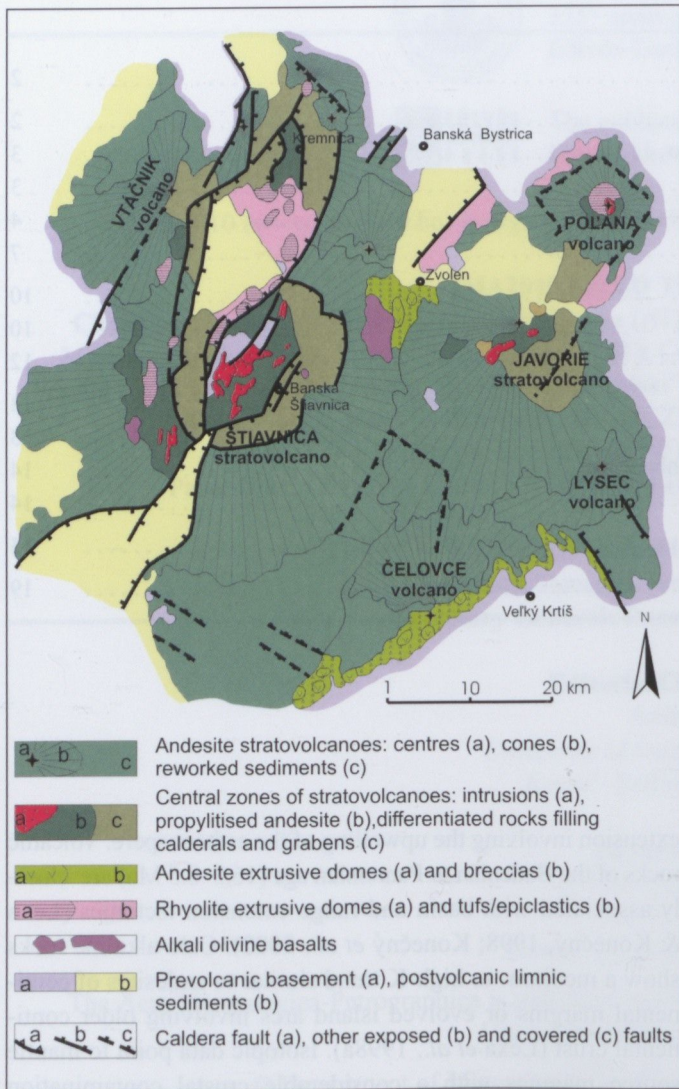 Kremnica
Banská Bystrica
VTÁČNIK
volcano
POĽANA
volcano
Zvolen
JAVORIE
stratovolcano
Banská
Štiavnica
ŠTIAVNICA
stratovolcano
LYSEC
volcano
ČELOVCE
volcano
Veľký Krtíš
N
1 10 20 km
a b c Andesite stratovolcanoes: centres (a), cones (b),
reworked sediments (c)
Central zones of stratovolcanoes: intrusions (a),
a b c propylitised andesite (b),differentiated rocks filling
calderals and grabens (c)
a b Andesite extrusive domes (a) and breccias (b)
a b Rhyolite extrusive domes (a) and tufs/epiclastics (b)
Alkali olivine basalts
a b Prevolcanic basement (a), postvolcanic limnic
sediments (b)
a b c Caldera fault (a), other exposed (b) and covered (c) faults